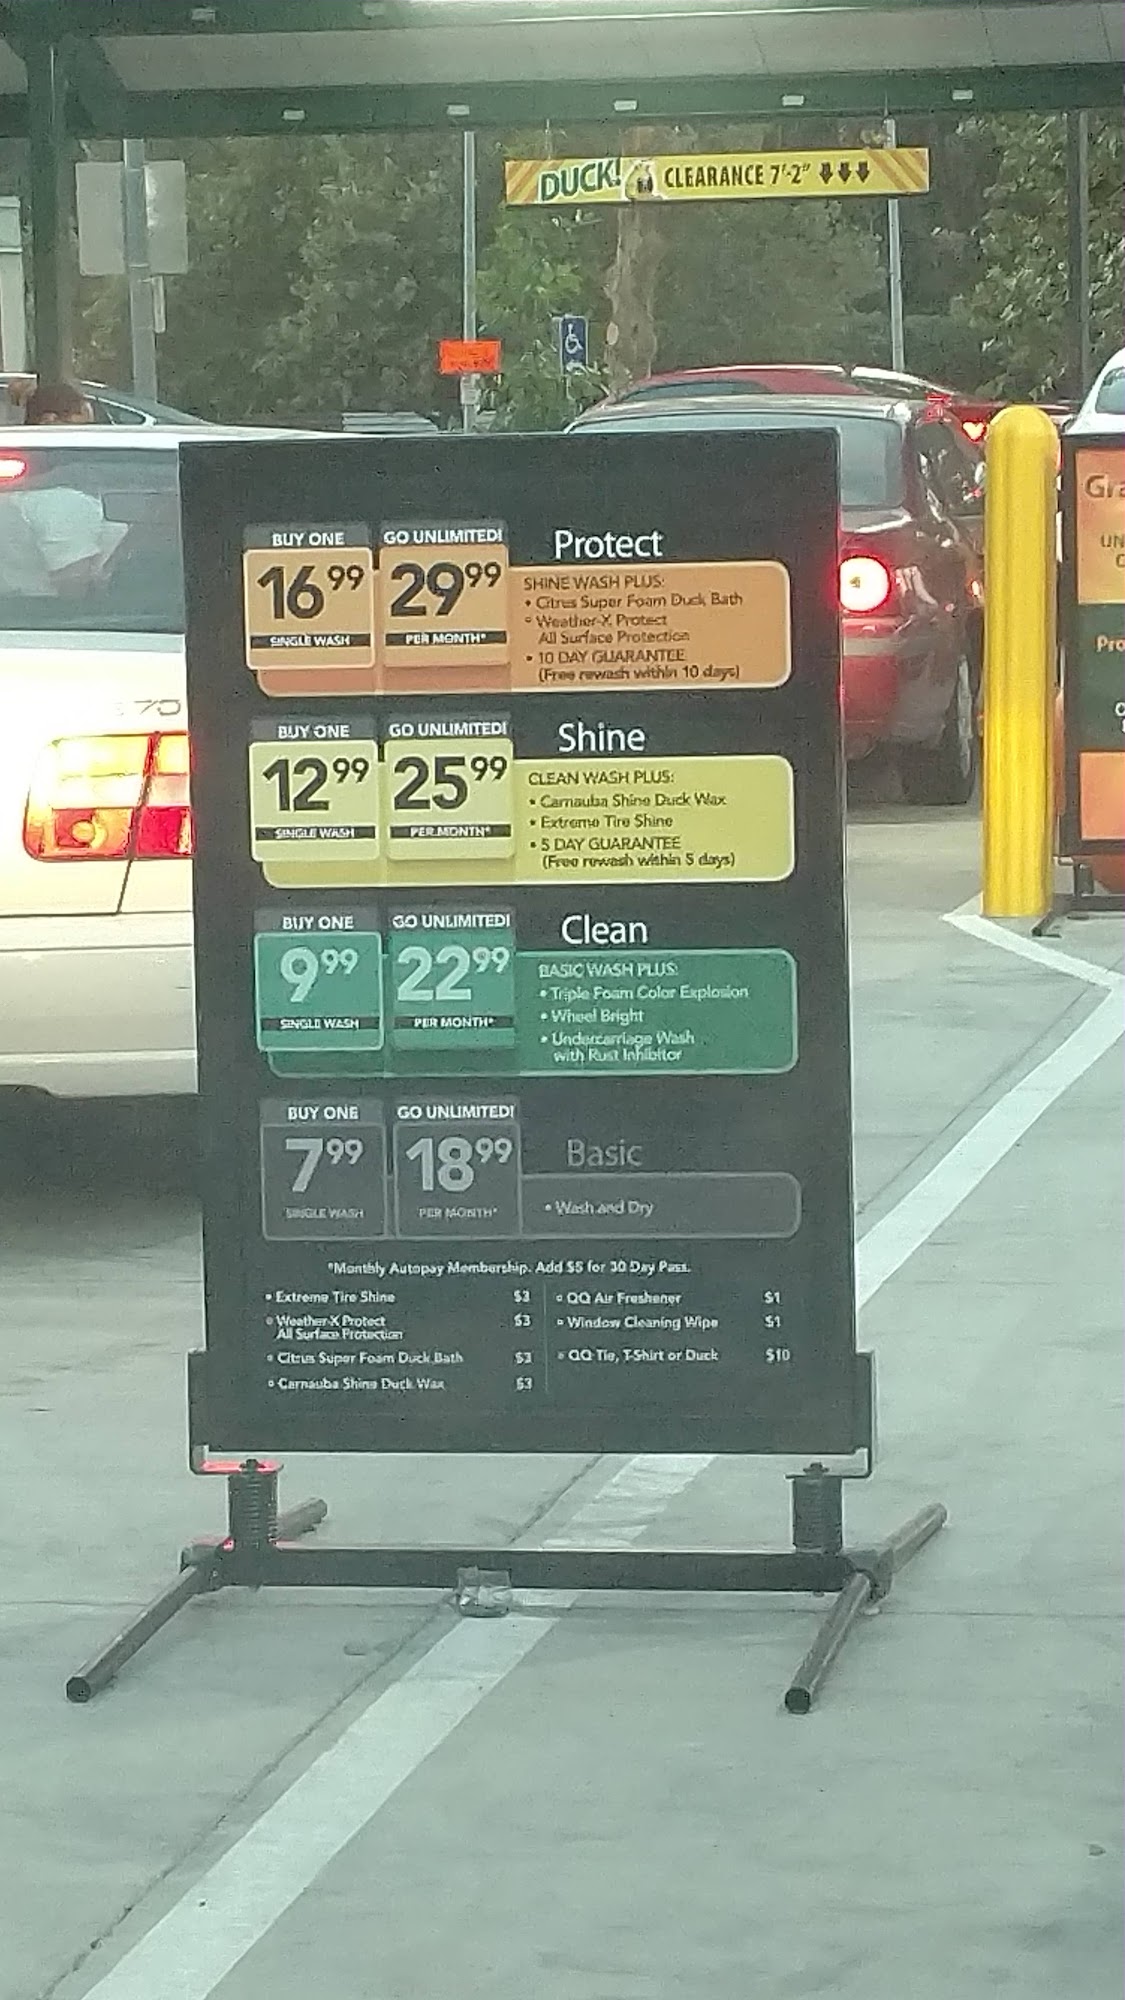 DUCK! CLEARANCE 7'-2"
BUY ONE GO UNLIMITED! Protect
16.99 29.99
SINGLE WASH PER MONTH*
SHINE WASH PLUS:
• Citrus Super Foam Duck Bath
• Weather-X Protect
All Surface Protection
• 10 DAY GUARANTEE
(Free rewash within 10 days)
BUY ONE GO UNLIMITED! Shine
12.99 25.99
SINGLE WASH PER MONTH*
CLEAN WASH PLUS:
• Carnauba Shine Duck Wax
• Extreme Tire Shine
• 5 DAY GUARANTEE
(Free rewash within 5 days)
BUY ONE GO UNLIMITED! Clean
9.99 22.99
SINGLE WASH PER MONTH*
BASIC WASH PLUS:
• Triple Foam Color Explosion
• Wheel Bright
• Undercarriage Wash
with Rust Inhibitor
BUY ONE GO UNLIMITED! Basic
7.99 18.99
SINGLE WASH PER MONTH*
• Wash and Dry
*Monthly Autopay Membership. Add $5 for 30 Day Pass.
• Extreme Tire Shine $3
• Weather-X Protect $3
All Surface Protection
• Citrus Super Foam Duck Bath $3
• Carnauba Shine Duck Wax $3
• QQ Air Freshener $1
• Window Cleaning Wipe $1
• QQ Tie, T-Shirt or Duck $10
Gra
UN
Pro
70